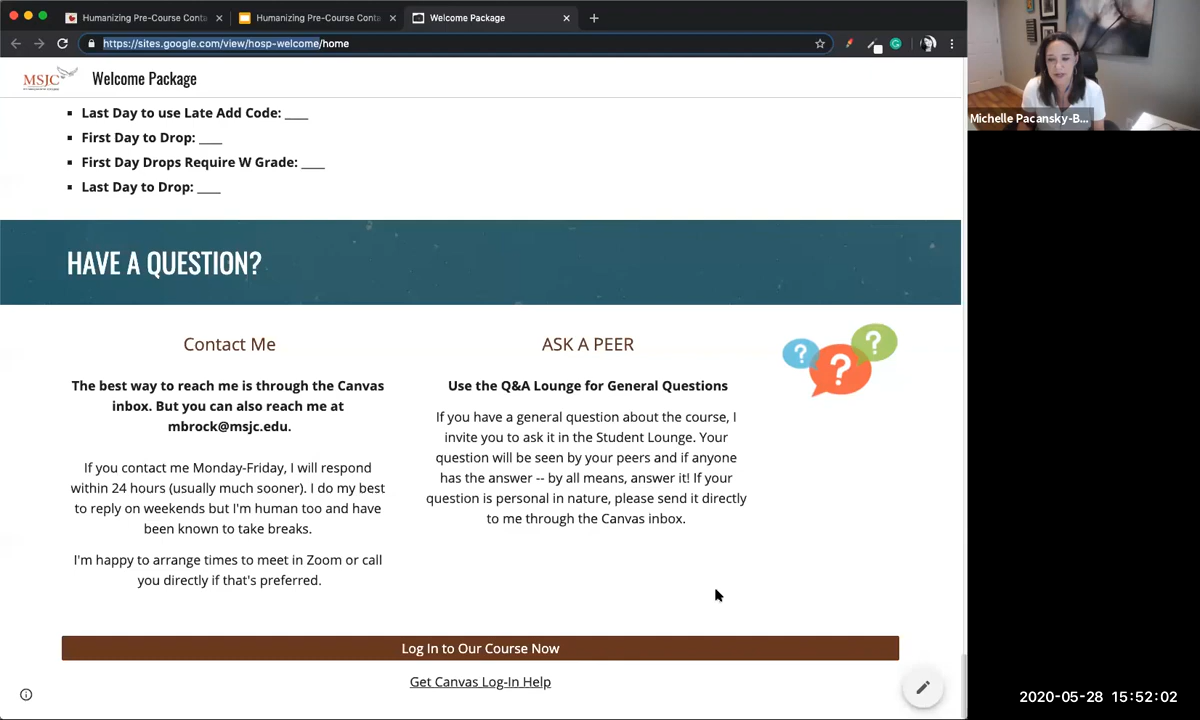 Humanizing Pre-Course Conta
Humanizing Pre-Course Conta
Welcome Package
https://sites.google.com/view/hosp-welcome/home
MSJC
Welcome Package
Last Day to use Late Add Code: ____
First Day to Drop: ____
First Day Drops Require W Grade: ____
Last Day to Drop: ____
HAVE A QUESTION?
Contact Me
The best way to reach me is through the Canvas
inbox. But you can also reach me at
mbrock@msjc.edu.
If you contact me Monday-Friday, I will respond
within 24 hours (usually much sooner). I do my best
to reply on weekends but I'm human too and have
been known to take breaks.
I'm happy to arrange times to meet in Zoom or call
you directly if that's preferred.
ASK A PEER
Use the Q&A Lounge for General Questions
If you have a general question about the course, I
invite you to ask it in the Student Lounge. Your
question will be seen by your peers and if anyone
has the answer -- by all means, answer it! If your
question is personal in nature, please send it directly
to me through the Canvas inbox.
? ? ?
Log In to Our Course Now
Get Canvas Log-In Help
Michelle Pacansky-B...
2020-05-28 15:52:02